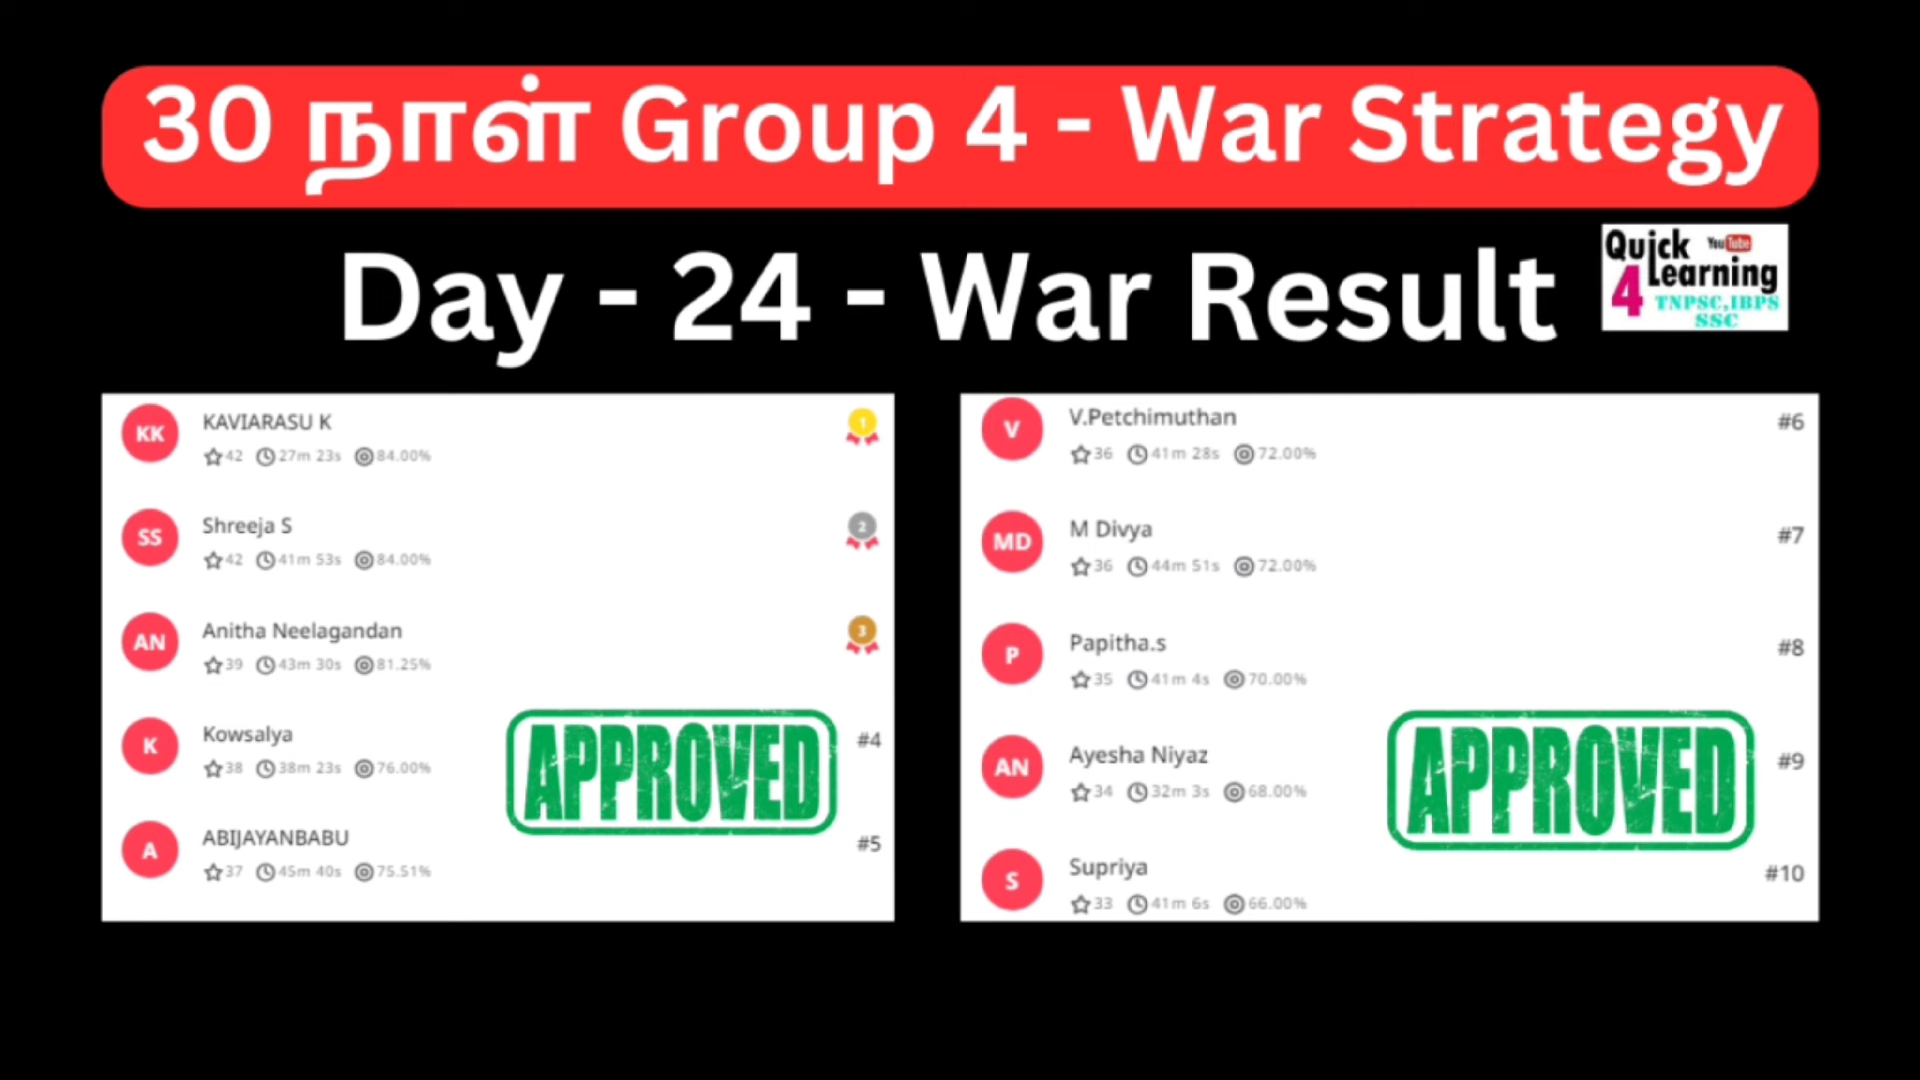 30 நாள் Group 4 - War Strategy
Day - 24 - War Result
Quick YouTube
4 Learning
TNPSC,IBPS
SSC
KK KAVIARASU K 1
42 27m 23s 84.00%
SS Shreeja S 2
42 41m 53s 84.00%
AN Anitha Neelagandan 3
39 43m 30s 81.25%
K Kowsalya #4
38 38m 23s 76.00%
APPROVED
A ABIJAYANBABU #5
37 45m 40s 75.51%
V V.Petchimuthan #6
36 41m 28s 72.00%
MD M Divya #7
36 44m 51s 72.00%
P Papitha.s #8
35 41m 4s 70.00%
AN Ayesha Niyaz #9
34 32m 3s 68.00%
APPROVED
S Supriya #10
33 41m 6s 66.00%